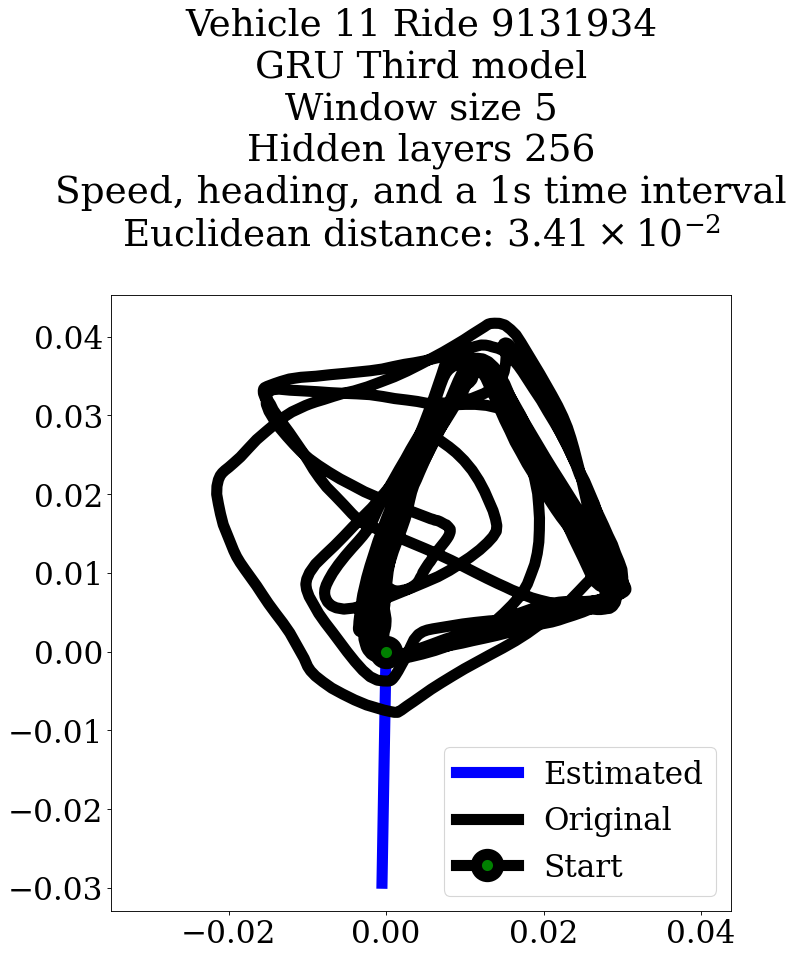 Vehicle 11 Ride 9131934
GRU Third model
Window size 5
Hidden layers 256
Speed, heading, and a 1s time interval
Euclidean distance: 3.41 × 10⁻²
0.04
0.03
0.02
0.01
0.00
−0.01
−0.02
−0.03
Estimated
Original
Start
−0.02
0.00
0.02
0.04